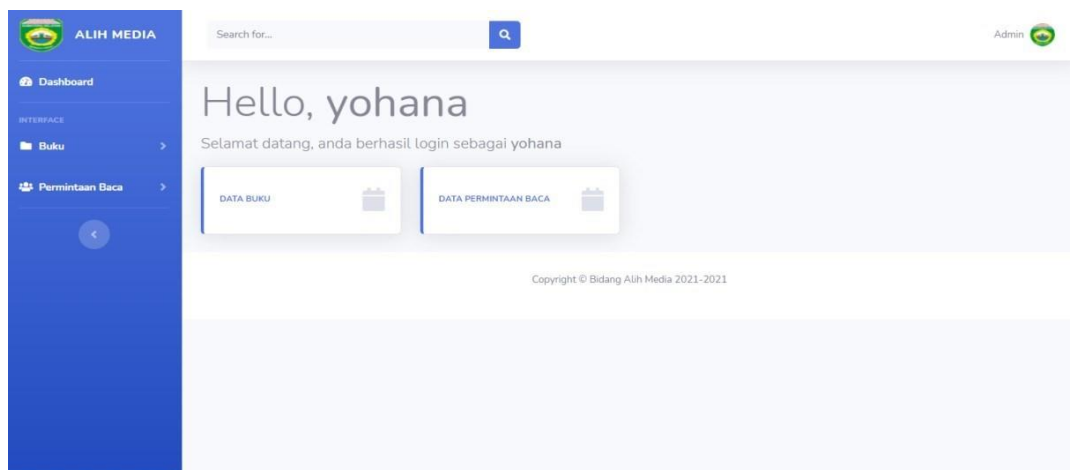 ALIH MEDIA
Dashboard
INTERFACE
Buku
Permintaan Baca
Search for...
Admin
Hello, yohana
Selamat datang, anda berhasil login sebagai yohana
DATA BUKU
DATA PERMINTAAN BACA
Copyright © Bidang Alih Media 2021-2021